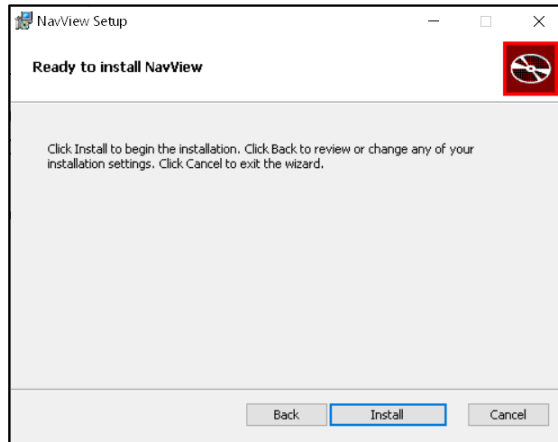 NavView Setup
Ready to install NavView
Click Install to begin the installation. Click Back to review or change any of your
installation settings. Click Cancel to exit the wizard.
Back Install Cancel